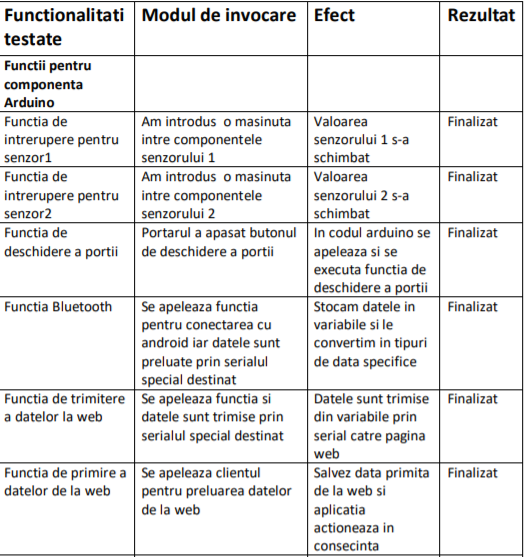 Functionalitati Modul de invocare Efect Rezultat
testate
Functii pentru
componenta
Arduino
Functia de Am introdus o masinuta Valoarea Finalizat
intrerupere pentru intre componentele senzorului 1 s-a
senzor1 senzorului 1 schimbat
Functia de Am introdus o masinuta Valoarea Finalizat
intrerupere pentru intre componentele senzorului 2 s-a
senzor2 senzorului 2 schimbat
Functia de Portarul a apasat butonul In codul arduino se Finalizat
deschidere a portii de deschidere a portii apeleaza si se
executa functia de
deschidere a portii
Functia Bluetooth Se apeleaza functia Stocam datele in Finalizat
pentru conectarea cu variabile si le
android iar datele sunt convertim in tipuri
preluate prin serialul de data specifice
special destinat
Functia de trimitere Se apeleaza functia si Datele sunt trimise Finalizat
a datelor la web datele sunt trimise prin din variabile prin
serialul special destinat serial catre pagina
web
Functia de primire a Se apeleaza clientul Salvez data primita Finalizat
datelor de la web pentru preluarea datelor de la web si
de la web aplicatia
actioneaza in
consecinta